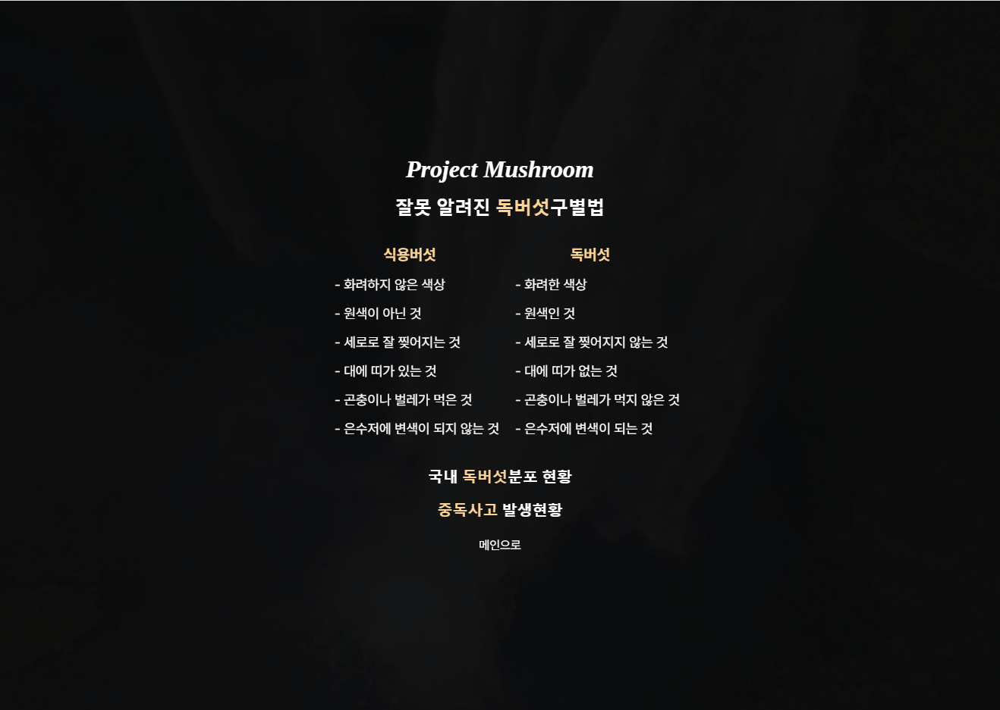 Project Mushroom
잘못 알려진 독버섯구별법
식용버섯
- 화려하지 않은 색상
- 원색이 아닌 것
- 세로로 잘 찢어지는 것
- 대에 띠가 있는 것
- 곤충이나 벌레가 먹은 것
- 은수저에 변색이 되지 않는 것
독버섯
- 화려한 색상
- 원색인 것
- 세로로 잘 찢어지지 않는 것
- 대에 띠가 없는 것
- 곤충이나 벌레가 먹지 않은 것
- 은수저에 변색이 되는 것
국내 독버섯분포 현황
중독사고 발생현황
메인으로